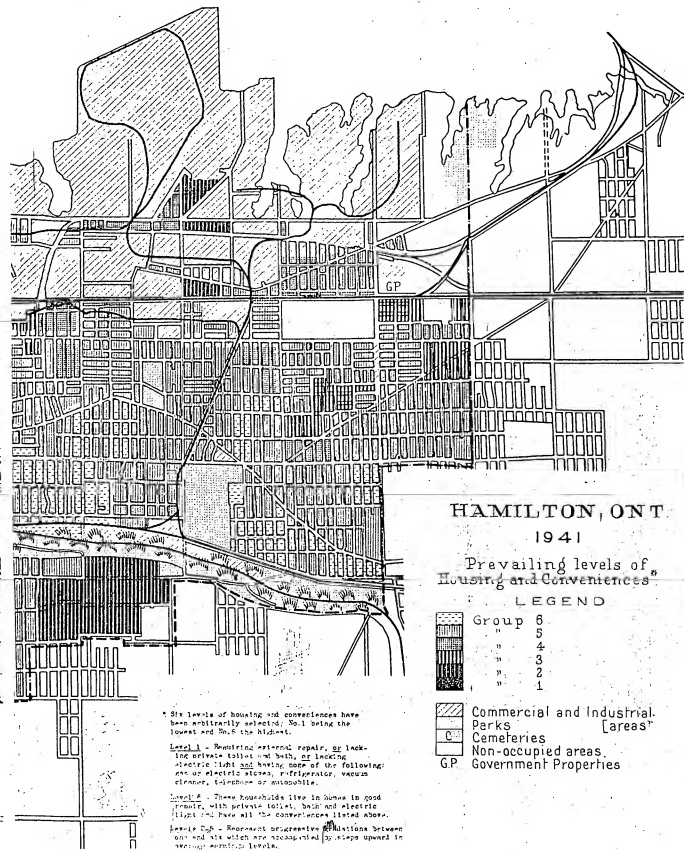 GP
HAMILTON, ONT
1941
Prevailing levels of
"Housing and Conveniences"
LEGEND
Group 6
" 5
" 4
" 3
" 2
" 1
Commercial and Industrial.
Parks [areas
C Cemeteries
Non-occupied areas
G.P. Government Properties
* Six levels of housing and conveniences have
been arbitrarily selected; No.1 being the
lowest and No.6 the highest.
Level 1 - Requiring external repair, or lack-
ing private toilet and bath, or lacking
electric light and having none of the following:
gas or electric stoves, refrigerator, vacuum
cleaner, telephone or automobile.
Level 6 - These households live in homes in good
repair, with private toilet, bath and electric
light and have all the conveniences listed above.
Levels 2-5 - Represent progressive gradations between
one and six which are accompanied by steps upward in
average earnings levels.